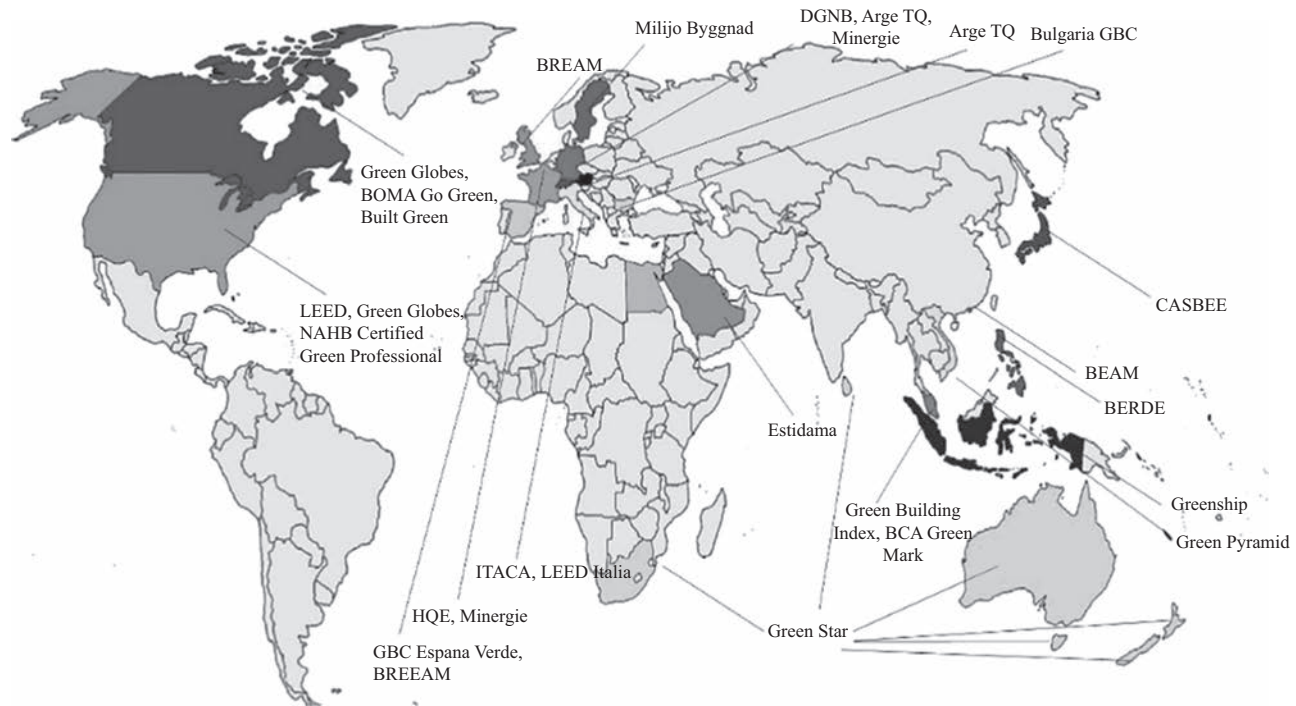 Milijo Byggnad
DGNB, Arge TQ,
Minergie
Arge TQ
Bulgaria GBC
BREAM
Green Globes,
BOMA Go Green,
Built Green
LEED, Green Globes,
NAHB Certified
Green Professional
CASBEE
BEAM
BERDE
Estidama
Greenship
Green Pyramid
Green Building
Index, BCA Green
Mark
ITACA, LEED Italia
HQE, Minergie
Green Star
GBC Espana Verde,
BREEAM